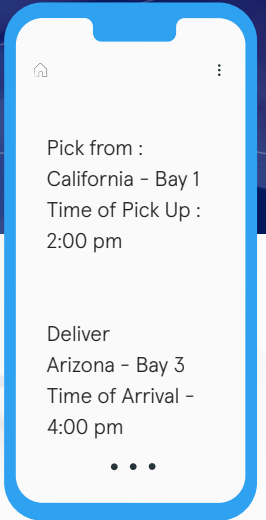 Pick from :
California - Bay 1
Time of Pick Up :
2:00 pm
Deliver
Arizona - Bay 3
Time of Arrival -
4:00 pm